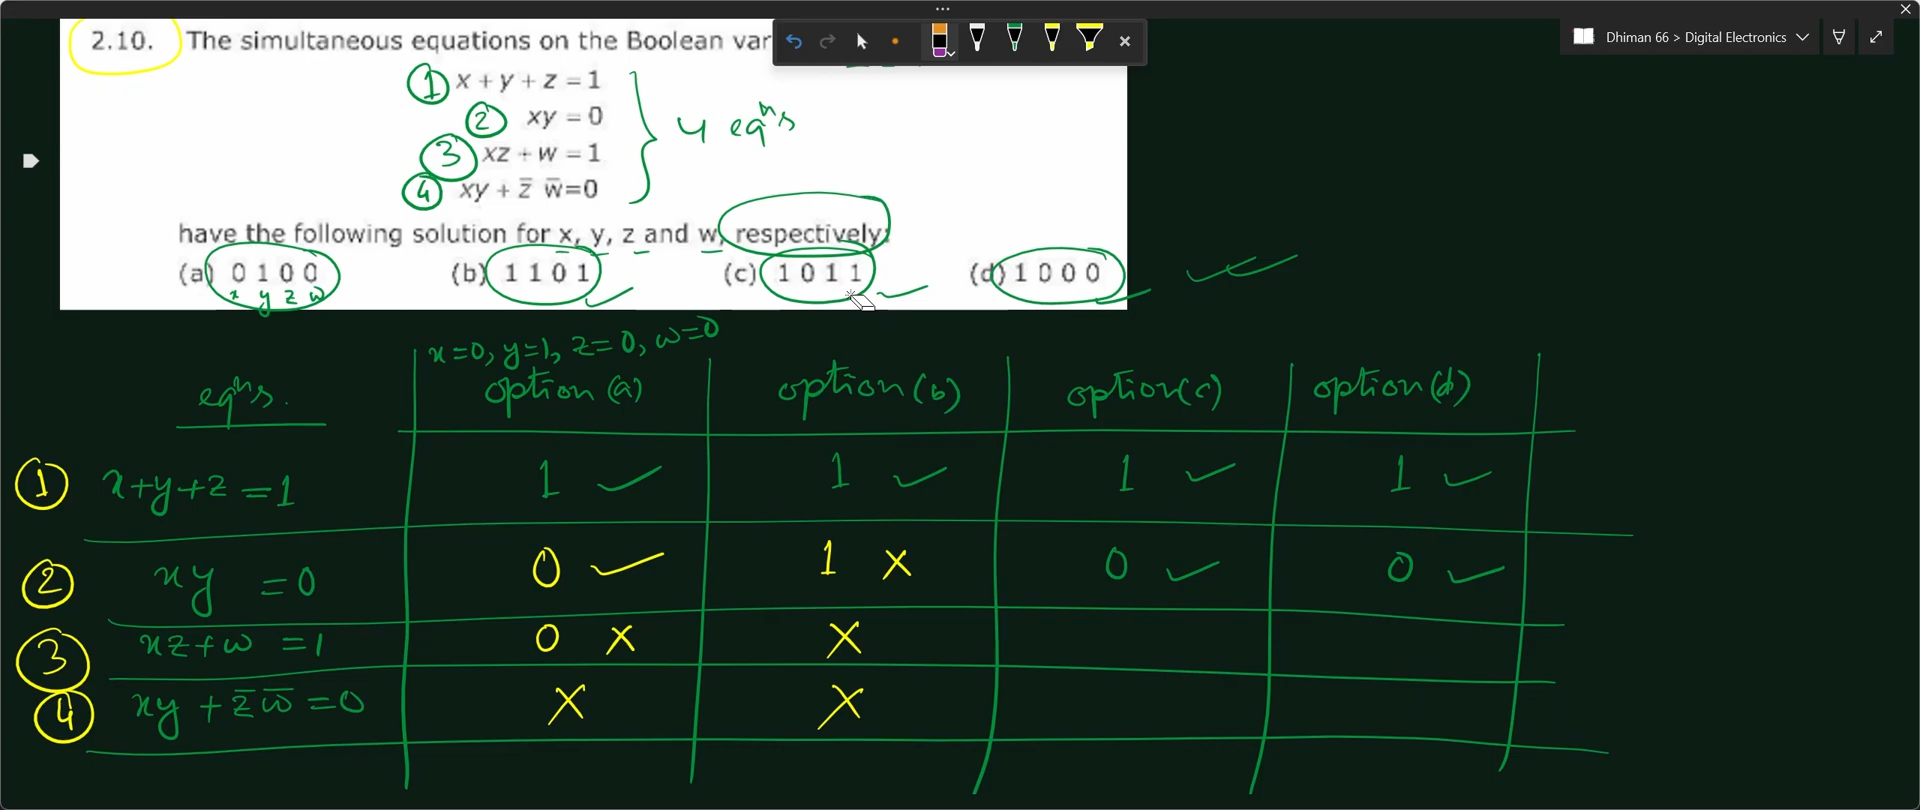 Dhiman 66 > Digital Electronics
2.10. The simultaneous equations on the Boolean var
① x + y + z = 1
② xy = 0
③ xz + w = 1
④ xy + z̅ w̅=0
4 eqⁿs
have the following solution for x, y, z and w, respectively:
(a) 0 1 0 0 (b) 1 1 0 1 (c) 1 0 1 1 (d) 1 0 0 0
x y z w
x=0, y=1, z=0, w=0
eqⁿs. option (a) option (b) option (c) option (d)
① x+y+z =1 1 ✓ 1 ✓ 1 ✓ 1 ✓
② xy =0 0 ✓ 1 × 0 ✓ 0 ✓
③ xz+w =1 0 × ×
④ xy + z̅ w̅ =0 × ×